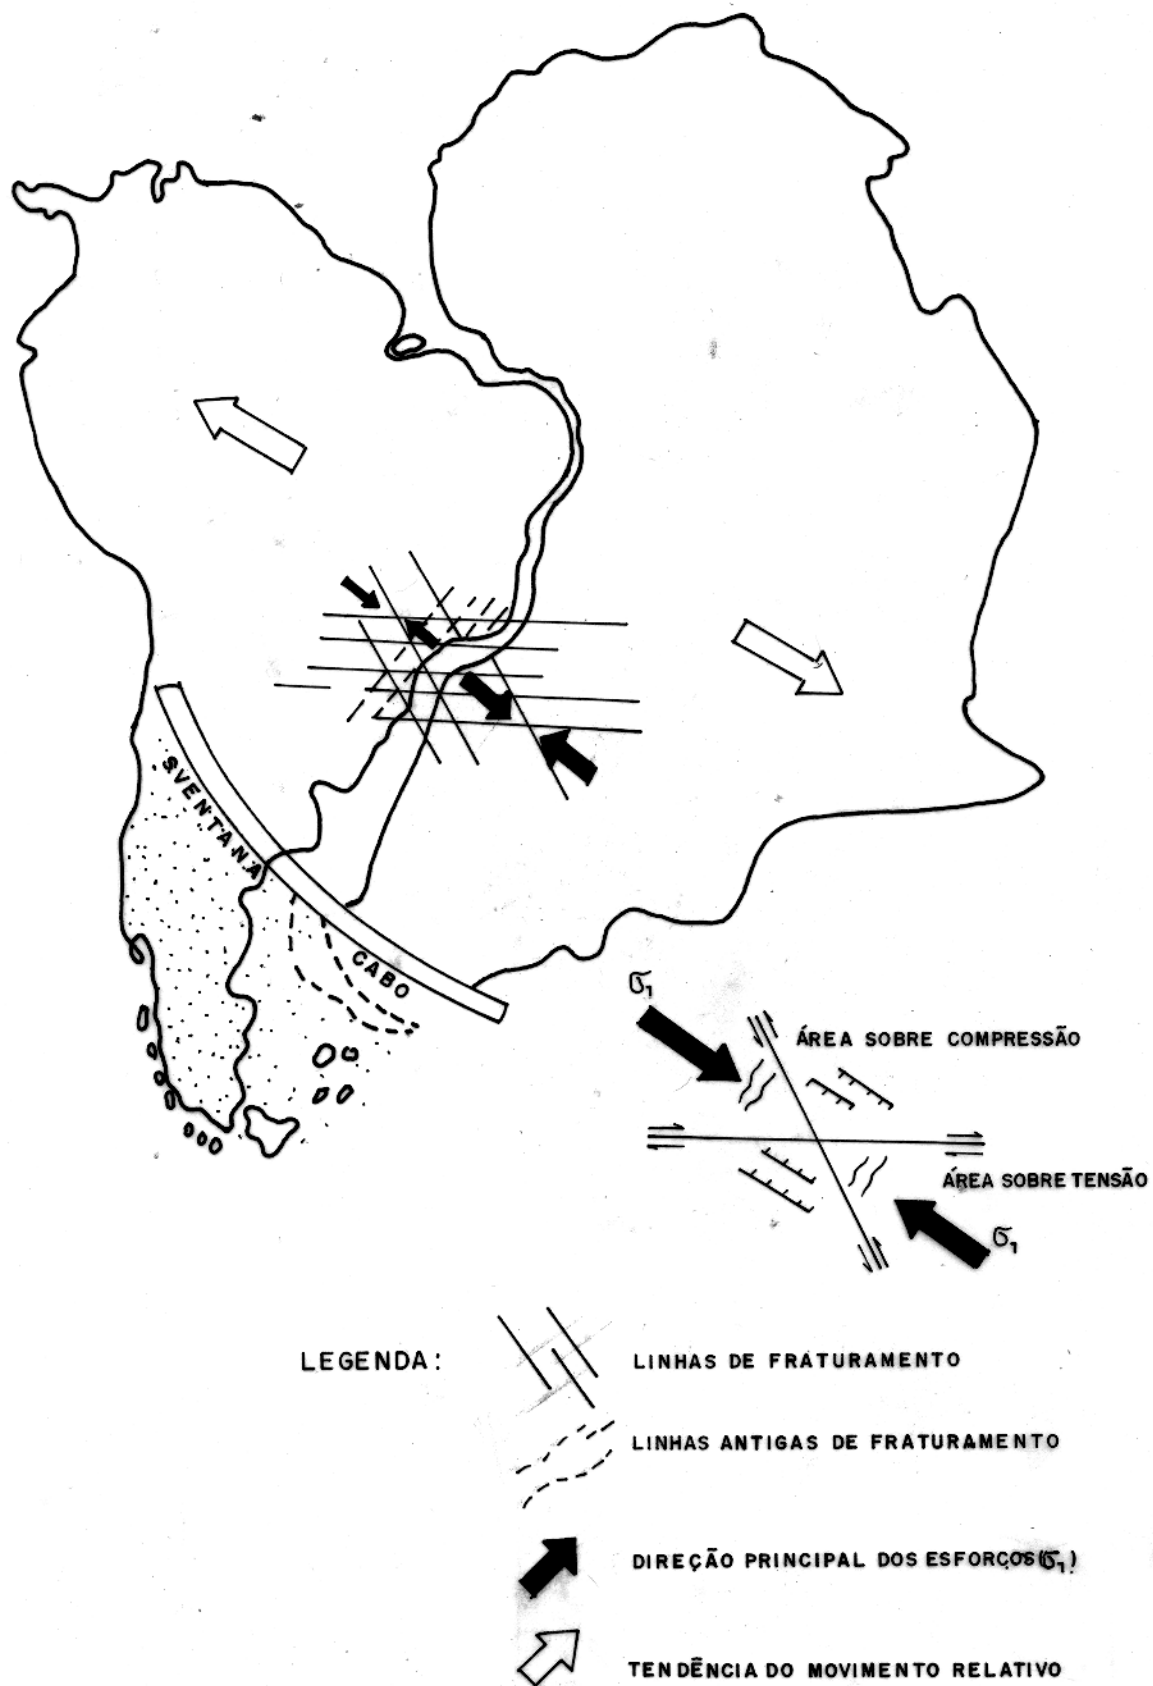 SVENTANA
CABO
σ₁
ÁREA SOBRE COMPRESSÃO
ÁREA SOBRE TENSÃO
σ₁
LEGENDA:
LINHAS DE FRATURAMENTO
LINHAS ANTIGAS DE FRATURAMENTO
DIREÇÃO PRINCIPAL DOS ESFORÇOS (σ₁)
TENDÊNCIA DO MOVIMENTO RELATIVO